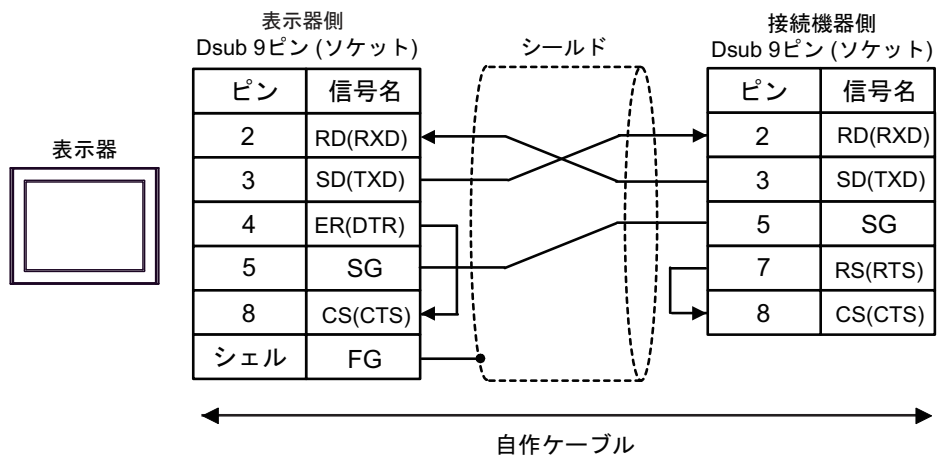 表示器側
Dsub 9ピン (ソケット)
シールド
接続機器側
Dsub 9ピン (ソケット)
表示器
ピン 信号名
2 RD(RXD)
3 SD(TXD)
4 ER(DTR)
5 SG
8 CS(CTS)
シェル FG
ピン 信号名
2 RD(RXD)
3 SD(TXD)
5 SG
7 RS(RTS)
8 CS(CTS)
自作ケーブル